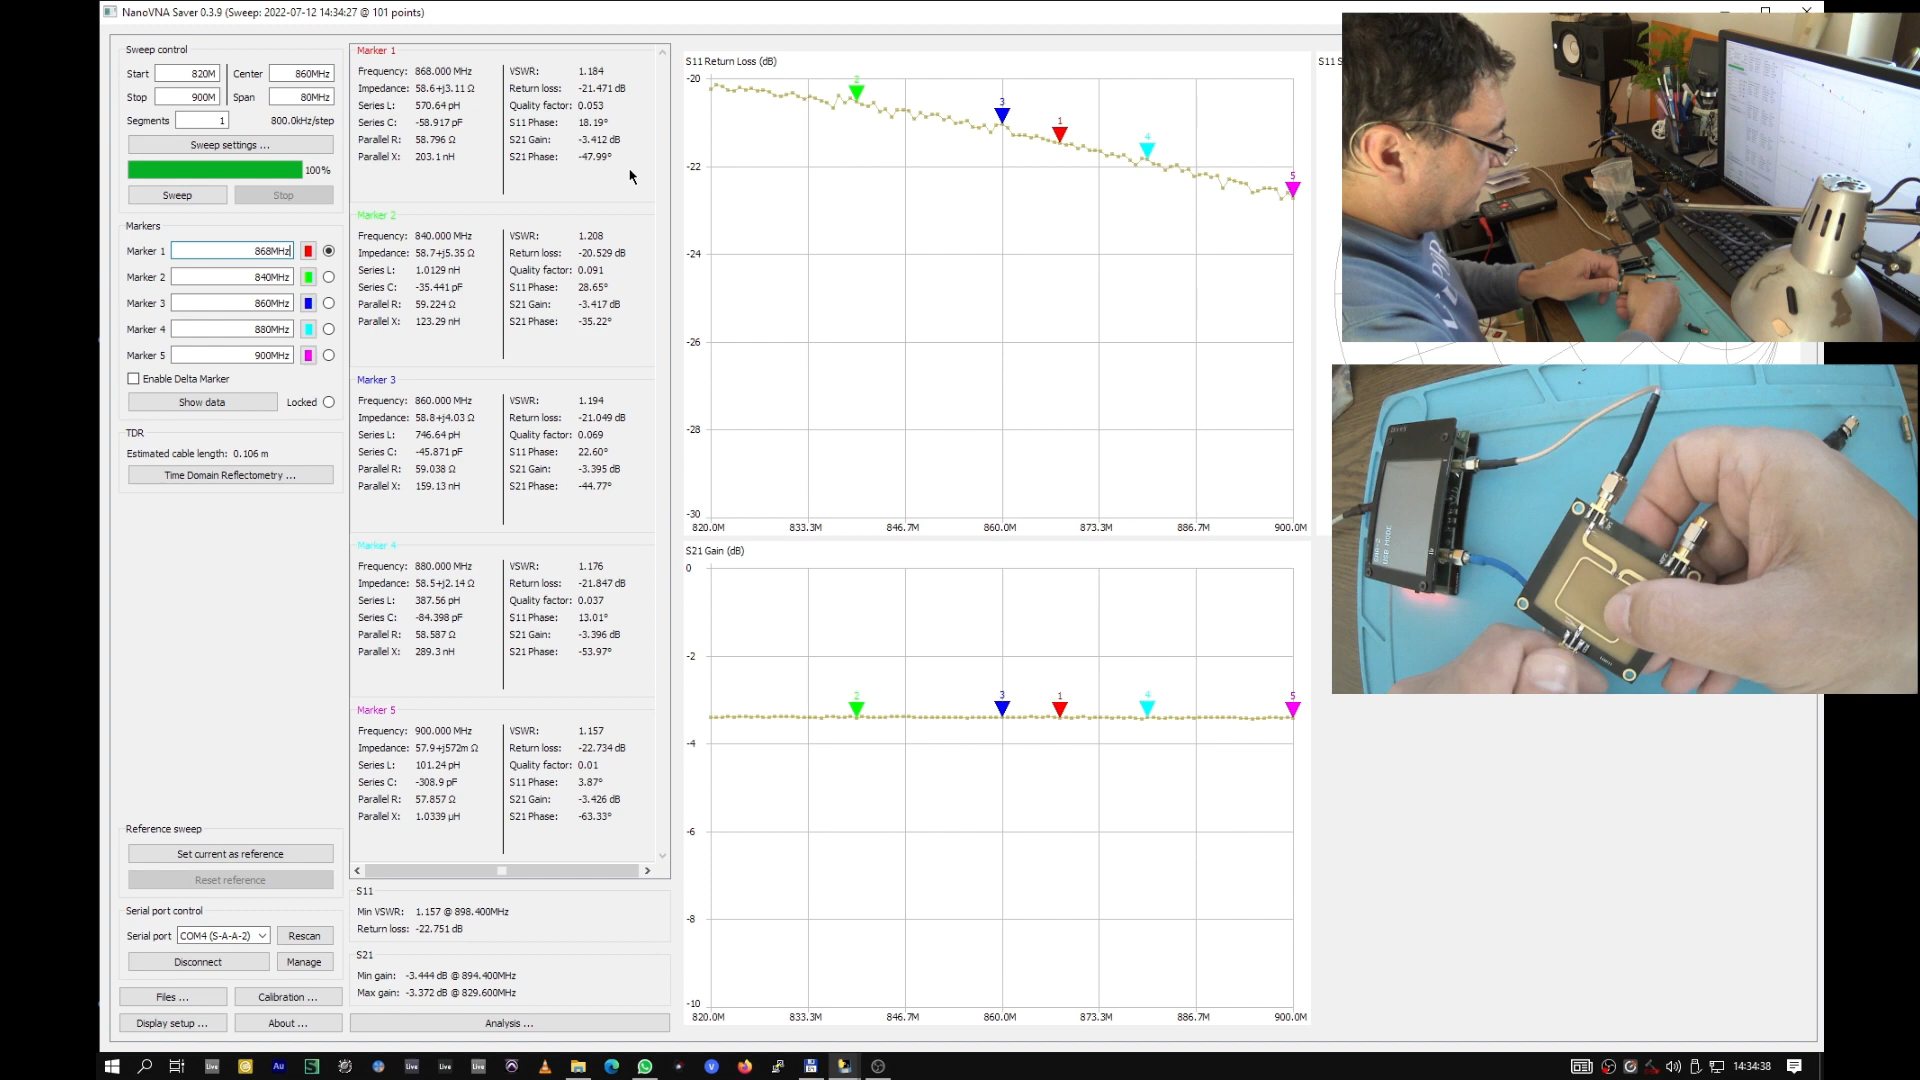 NanoVNA Saver 0.3.9 (Sweep: 2022-07-12 14:34:27 @ 101 points)
Sweep control
Start 820M Center 860MHz
Stop 900M Span 80MHz
Segments 1 800.0kHz/step
Sweep settings ...
100%
Sweep Stop
Markers
Marker 1 868MHz
Marker 2 840MHz
Marker 3 860MHz
Marker 4 880MHz
Marker 5 900MHz
Enable Delta Marker
Show data Locked
TDR
Estimated cable length: 0.106 m
Time Domain Reflectometry ...
Reference sweep
Set current as reference
Reset reference
Serial port control
Serial port COM4 (S-A-A-2) Rescan
Disconnect Manage
Files ... Calibration ...
Display setup ... About ...
Marker 1
Frequency: 868.000 MHz VSWR: 1.184
Impedance: 58.6+j3.11 Ω Return loss: -21.471 dB
Series L: 570.64 pH Quality factor: 0.053
Series C: -58.917 pF S11 Phase: 18.19°
Parallel R: 58.796 Ω S21 Gain: -3.412 dB
Parallel X: 203.1 nH S21 Phase: -47.99°
Marker 2
Frequency: 840.000 MHz VSWR: 1.208
Impedance: 58.7+j5.35 Ω Return loss: -20.529 dB
Series L: 1.0129 nH Quality factor: 0.091
Series C: -35.441 pF S11 Phase: 28.65°
Parallel R: 59.224 Ω S21 Gain: -3.417 dB
Parallel X: 123.29 nH S21 Phase: -35.22°
Marker 3
Frequency: 860.000 MHz VSWR: 1.194
Impedance: 58.8+j4.03 Ω Return loss: -21.049 dB
Series L: 746.64 pH Quality factor: 0.069
Series C: -45.871 pF S11 Phase: 22.60°
Parallel R: 59.038 Ω S21 Gain: -3.395 dB
Parallel X: 159.13 nH S21 Phase: -44.77°
Marker 4
Frequency: 880.000 MHz VSWR: 1.176
Impedance: 58.5+j2.14 Ω Return loss: -21.847 dB
Series L: 387.56 pH Quality factor: 0.037
Series C: -84.398 pF S11 Phase: 13.01°
Parallel R: 58.587 Ω S21 Gain: -3.396 dB
Parallel X: 289.3 nH S21 Phase: -53.97°
Marker 5
Frequency: 900.000 MHz VSWR: 1.157
Impedance: 57.9+j572m Ω Return loss: -22.734 dB
Series L: 101.24 pH Quality factor: 0.01
Series C: -308.9 pF S11 Phase: 3.87°
Parallel R: 57.857 Ω S21 Gain: -3.426 dB
Parallel X: 1.0339 µH S21 Phase: -63.33°
S11
Min VSWR: 1.157 @ 898.400MHz
Return loss: -22.751 dB
S21
Min gain: -3.444 dB @ 894.400MHz
Max gain: -3.372 dB @ 829.600MHz
Analysis ...
S11 Return Loss (dB)
S11 S
-20
2
3
1
4
-22
5
-24
-26
-28
-30
820.0M 833.3M 846.7M 860.0M 873.3M 886.7M 900.0M
S21 Gain (dB)
0
-2
2 3 1 4 5
-4
-6
-8
-10
820.0M 833.3M 846.7M 860.0M 873.3M 886.7M 900.0M
USB MODE
Live Au Live Live Live
14:34:38